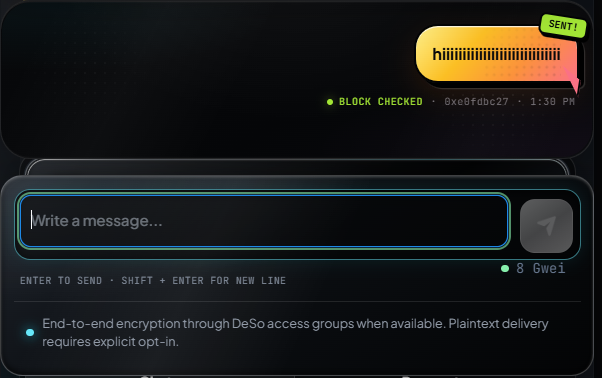 SENT!
hiiiiiiiiiiiiiiiiiiiiiiiiiiiii
BLOCK CHECKED · 0xe0fdbc27 · 1:30 PM
Write a message...
8 Gwei
ENTER TO SEND · SHIFT + ENTER FOR NEW LINE
End-to-end encryption through DeSo access groups when available. Plaintext delivery
requires explicit opt-in.